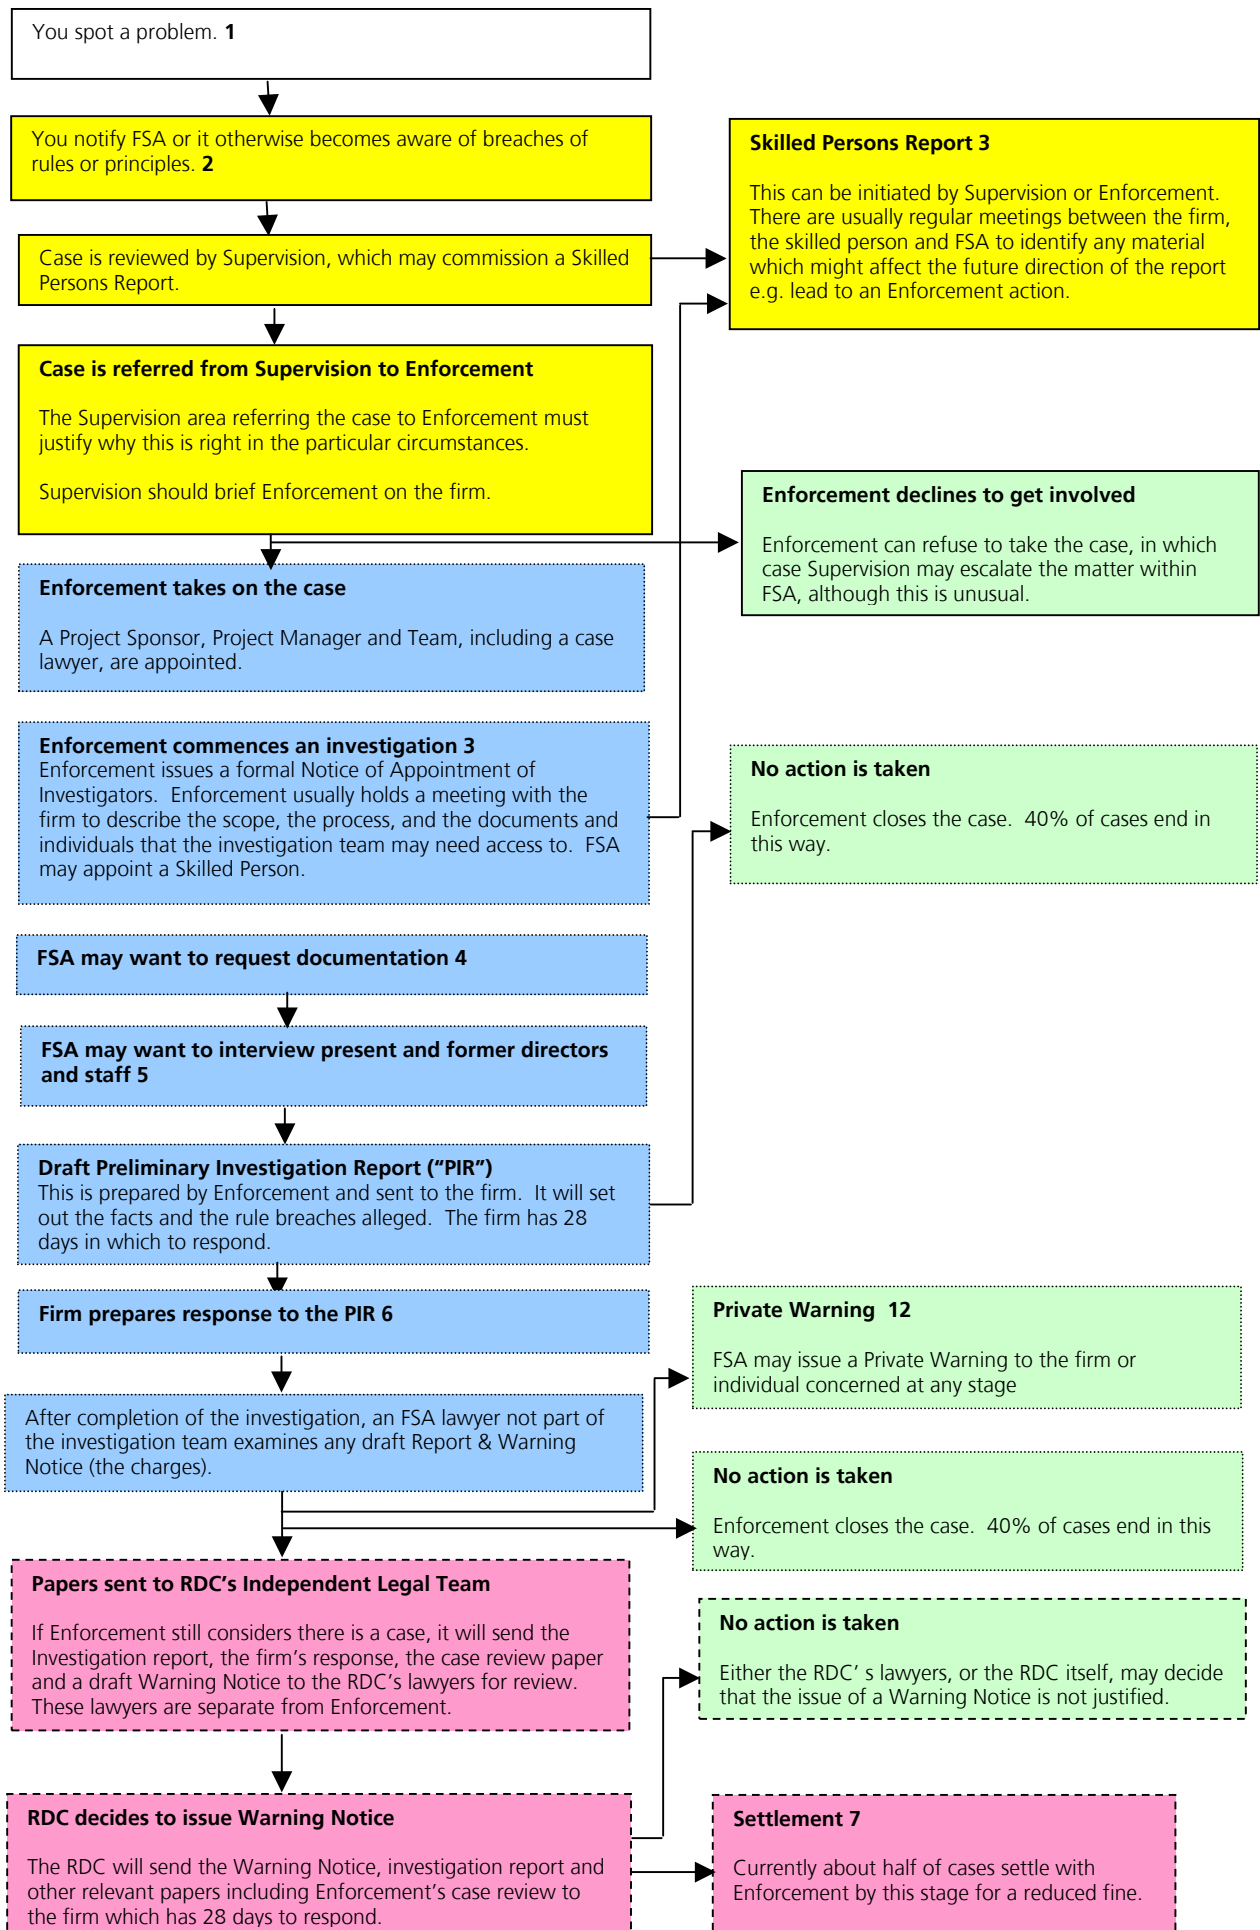 You spot a problem. 1
You notify FSA or it otherwise becomes aware of breaches of
rules or principles. 2
Skilled Persons Report 3
This can be initiated by Supervision or Enforcement.
There are usually regular meetings between the firm,
the skilled person and FSA to identify any material
which might affect the future direction of the report
e.g. lead to an Enforcement action.
Case is reviewed by Supervision, which may commission a Skilled
Persons Report.
Case is referred from Supervision to Enforcement
The Supervision area referring the case to Enforcement must
justify why this is right in the particular circumstances.
Supervision should brief Enforcement on the firm.
Enforcement declines to get involved
Enforcement can refuse to take the case, in which
case Supervision may escalate the matter within
FSA, although this is unusual.
Enforcement takes on the case
A Project Sponsor, Project Manager and Team, including a case
lawyer, are appointed.
Enforcement commences an investigation 3
Enforcement issues a formal Notice of Appointment of
Investigators.  Enforcement usually holds a meeting with the
firm to describe the scope, the process, and the documents and
individuals that the investigation team may need access to.  FSA
may appoint a Skilled Person.
No action is taken
Enforcement closes the case.  40% of cases end in
this way.
FSA may want to request documentation 4
FSA may want to interview present and former directors
and staff 5
Draft Preliminary Investigation Report ("PIR")
This is prepared by Enforcement and sent to the firm.  It will set
out the facts and the rule breaches alleged.  The firm has 28
days in which to respond.
Firm prepares response to the PIR 6
Private Warning  12
FSA may issue a Private Warning to the firm or
individual concerned at any stage
After completion of the investigation, an FSA lawyer not part of
the investigation team examines any draft Report & Warning
Notice (the charges).
No action is taken
Enforcement closes the case.  40% of cases end in this
way.
Papers sent to RDC's Independent Legal Team
If Enforcement still considers there is a case, it will send the
Investigation report, the firm's response, the case review paper
and a draft Warning Notice to the RDC's lawyers for review.
These lawyers are separate from Enforcement.
No action is taken
Either the RDC' s lawyers, or the RDC itself, may decide
that the issue of a Warning Notice is not justified.
RDC decides to issue Warning Notice
The RDC will send the Warning Notice, investigation report and
other relevant papers including Enforcement's case review to
the firm which has 28 days to respond.
Settlement 7
Currently about half of cases settle with
Enforcement by this stage for a reduced fine.